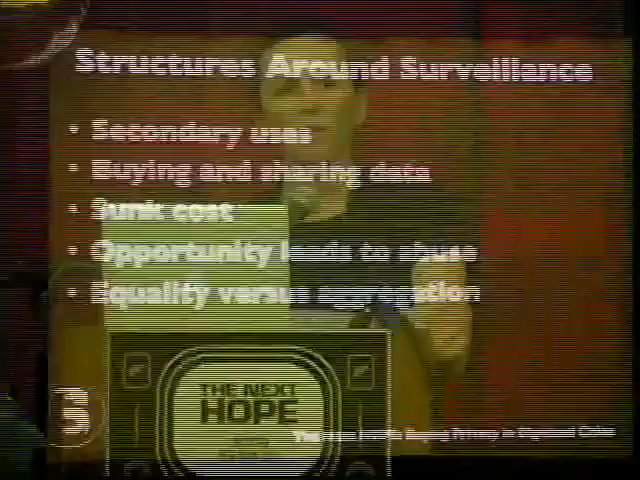 Structures Around Surveillance
• Secondary uses
• Buying and sharing data
• Sunk cost
• Opportunity leads to abuse
• Equality versus aggregation
THE NEXT
HOPE
S